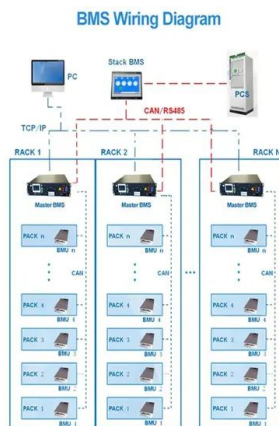 BMS Wiring Diagram
PC
Stack BMS
PCS
CAN/RS485
TCP/IP
RACK 1
RACK 2
RACK N
Master BMS
Master BMS
Master BMS
PACK n
BMU n
PACK n
BMU n
PACK n
BMU n
CAN
CAN
CAN
PACK 4
BMU 4
PACK 4
BMU 4
PACK 4
BMU 4
PACK 3
BMU 3
PACK 3
BMU 3
PACK 3
BMU 3
PACK 2
BMU 2
PACK 2
BMU 2
PACK 2
BMU 2
PACK 1
BMU 1
PACK 1
BMU 1
PACK 1
BMU 1